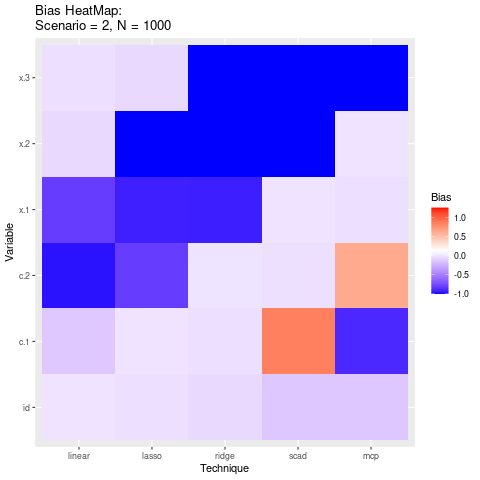 Bias HeatMap:
Scenario = 2, N = 1000
x.3
x.2
x.1
c.2
c.1
id
Variable
linear lasso ridge scad mcp
Technique
Bias
1.0
0.5
0.0
-0.5
-1.0